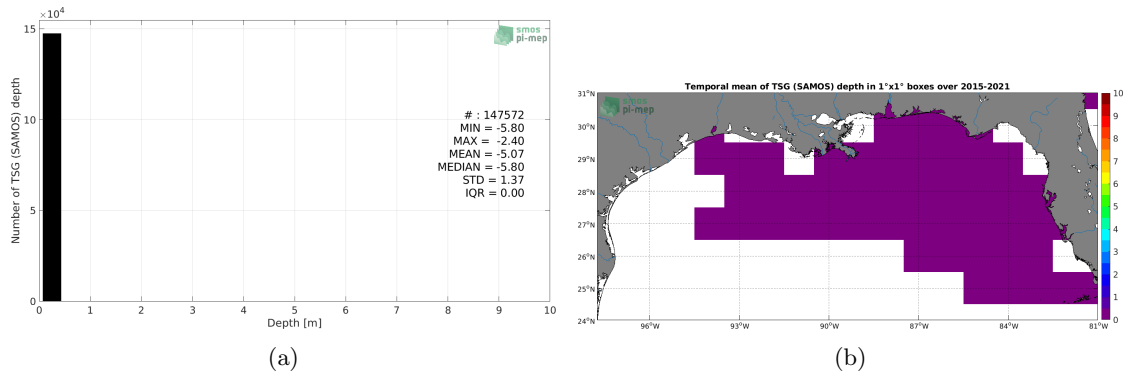 ×10⁴
15
10
5
0
Number of TSG (SAMOS) depth
smos
pi-mep
# : 147572
MIN = -5.80
MAX = -2.40
MEAN = -5.07
MEDIAN = -5.80
STD = 1.37
IQR = 0.00
0 1 2 3 4 5 6 7 8 9 10
Depth [m]
(a)
Temporal mean of TSG (SAMOS) depth in 1°x1° boxes over 2015-2021
smos
pi-mep
31°N
30°N
29°N
28°N
27°N
26°N
25°N
24°N
96°W 93°W 90°W 87°W 84°W 81°W
10
9
8
7
6
5
4
3
2
1
0
(b)